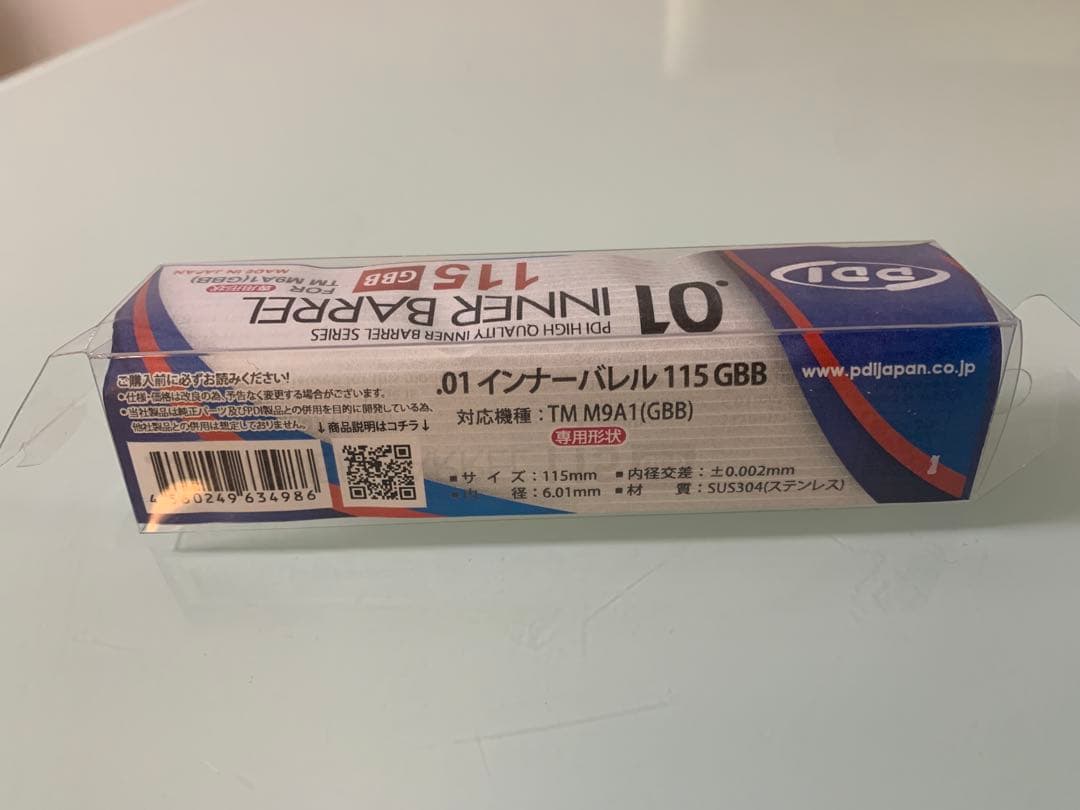 PDI
.01
INNER BARREL
PDI HIGH QUALITY INNER BARREL SERIES
115 GBB
専用形状
FOR
TM M9A1(GBB)
MADE IN JAPAN
www.pdijapan.co.jp
.01 インナーバレル 115 GBB
対応機種：TM M9A1(GBB)
専用形状
■サイズ：115mm ■内径交差：±0.002mm
■内　径：6.01mm ■材　質：SUS304(ステンレス)
ご購入前に必ずお読みください!
●仕様・価格は改良の為、予告なく変更する場合がございます。
●当社製品は純正パーツ及びPDI製品との併用を目的に開発している為、
他社製品との併用は想定しておりません。
↓商品説明はコチラ↓
4580249634986